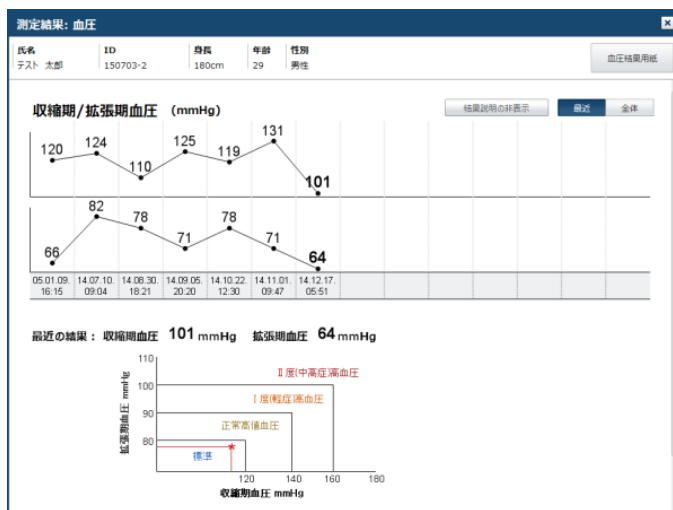 測定結果: 血圧
氏名 ID 身長 年齢 性別
テスト 太郎 150703-2 180cm 29 男性
血圧結果用紙
収縮期/拡張期血圧 (mmHg)
結果説明の非表示 最近 全体
120 124 110 125 119 131 101
66 82 78 71 78 71 64
05.01.09. 14.07.10. 14.08.30. 14.09.05. 14.10.22. 14.11.01. 14.12.17.
16:15 09:04 18:21 20:20 12:30 09:47 05:51
最近の結果 : 収縮期血圧 101 mmHg 拡張期血圧 64 mmHg
拡張期血圧 mmHg
110
100
90
80
Ⅱ度(中高症)高血圧
Ⅰ度(軽症)高血圧
正常高値血圧
標準
120 140 160 180
収縮期血圧 mmHg